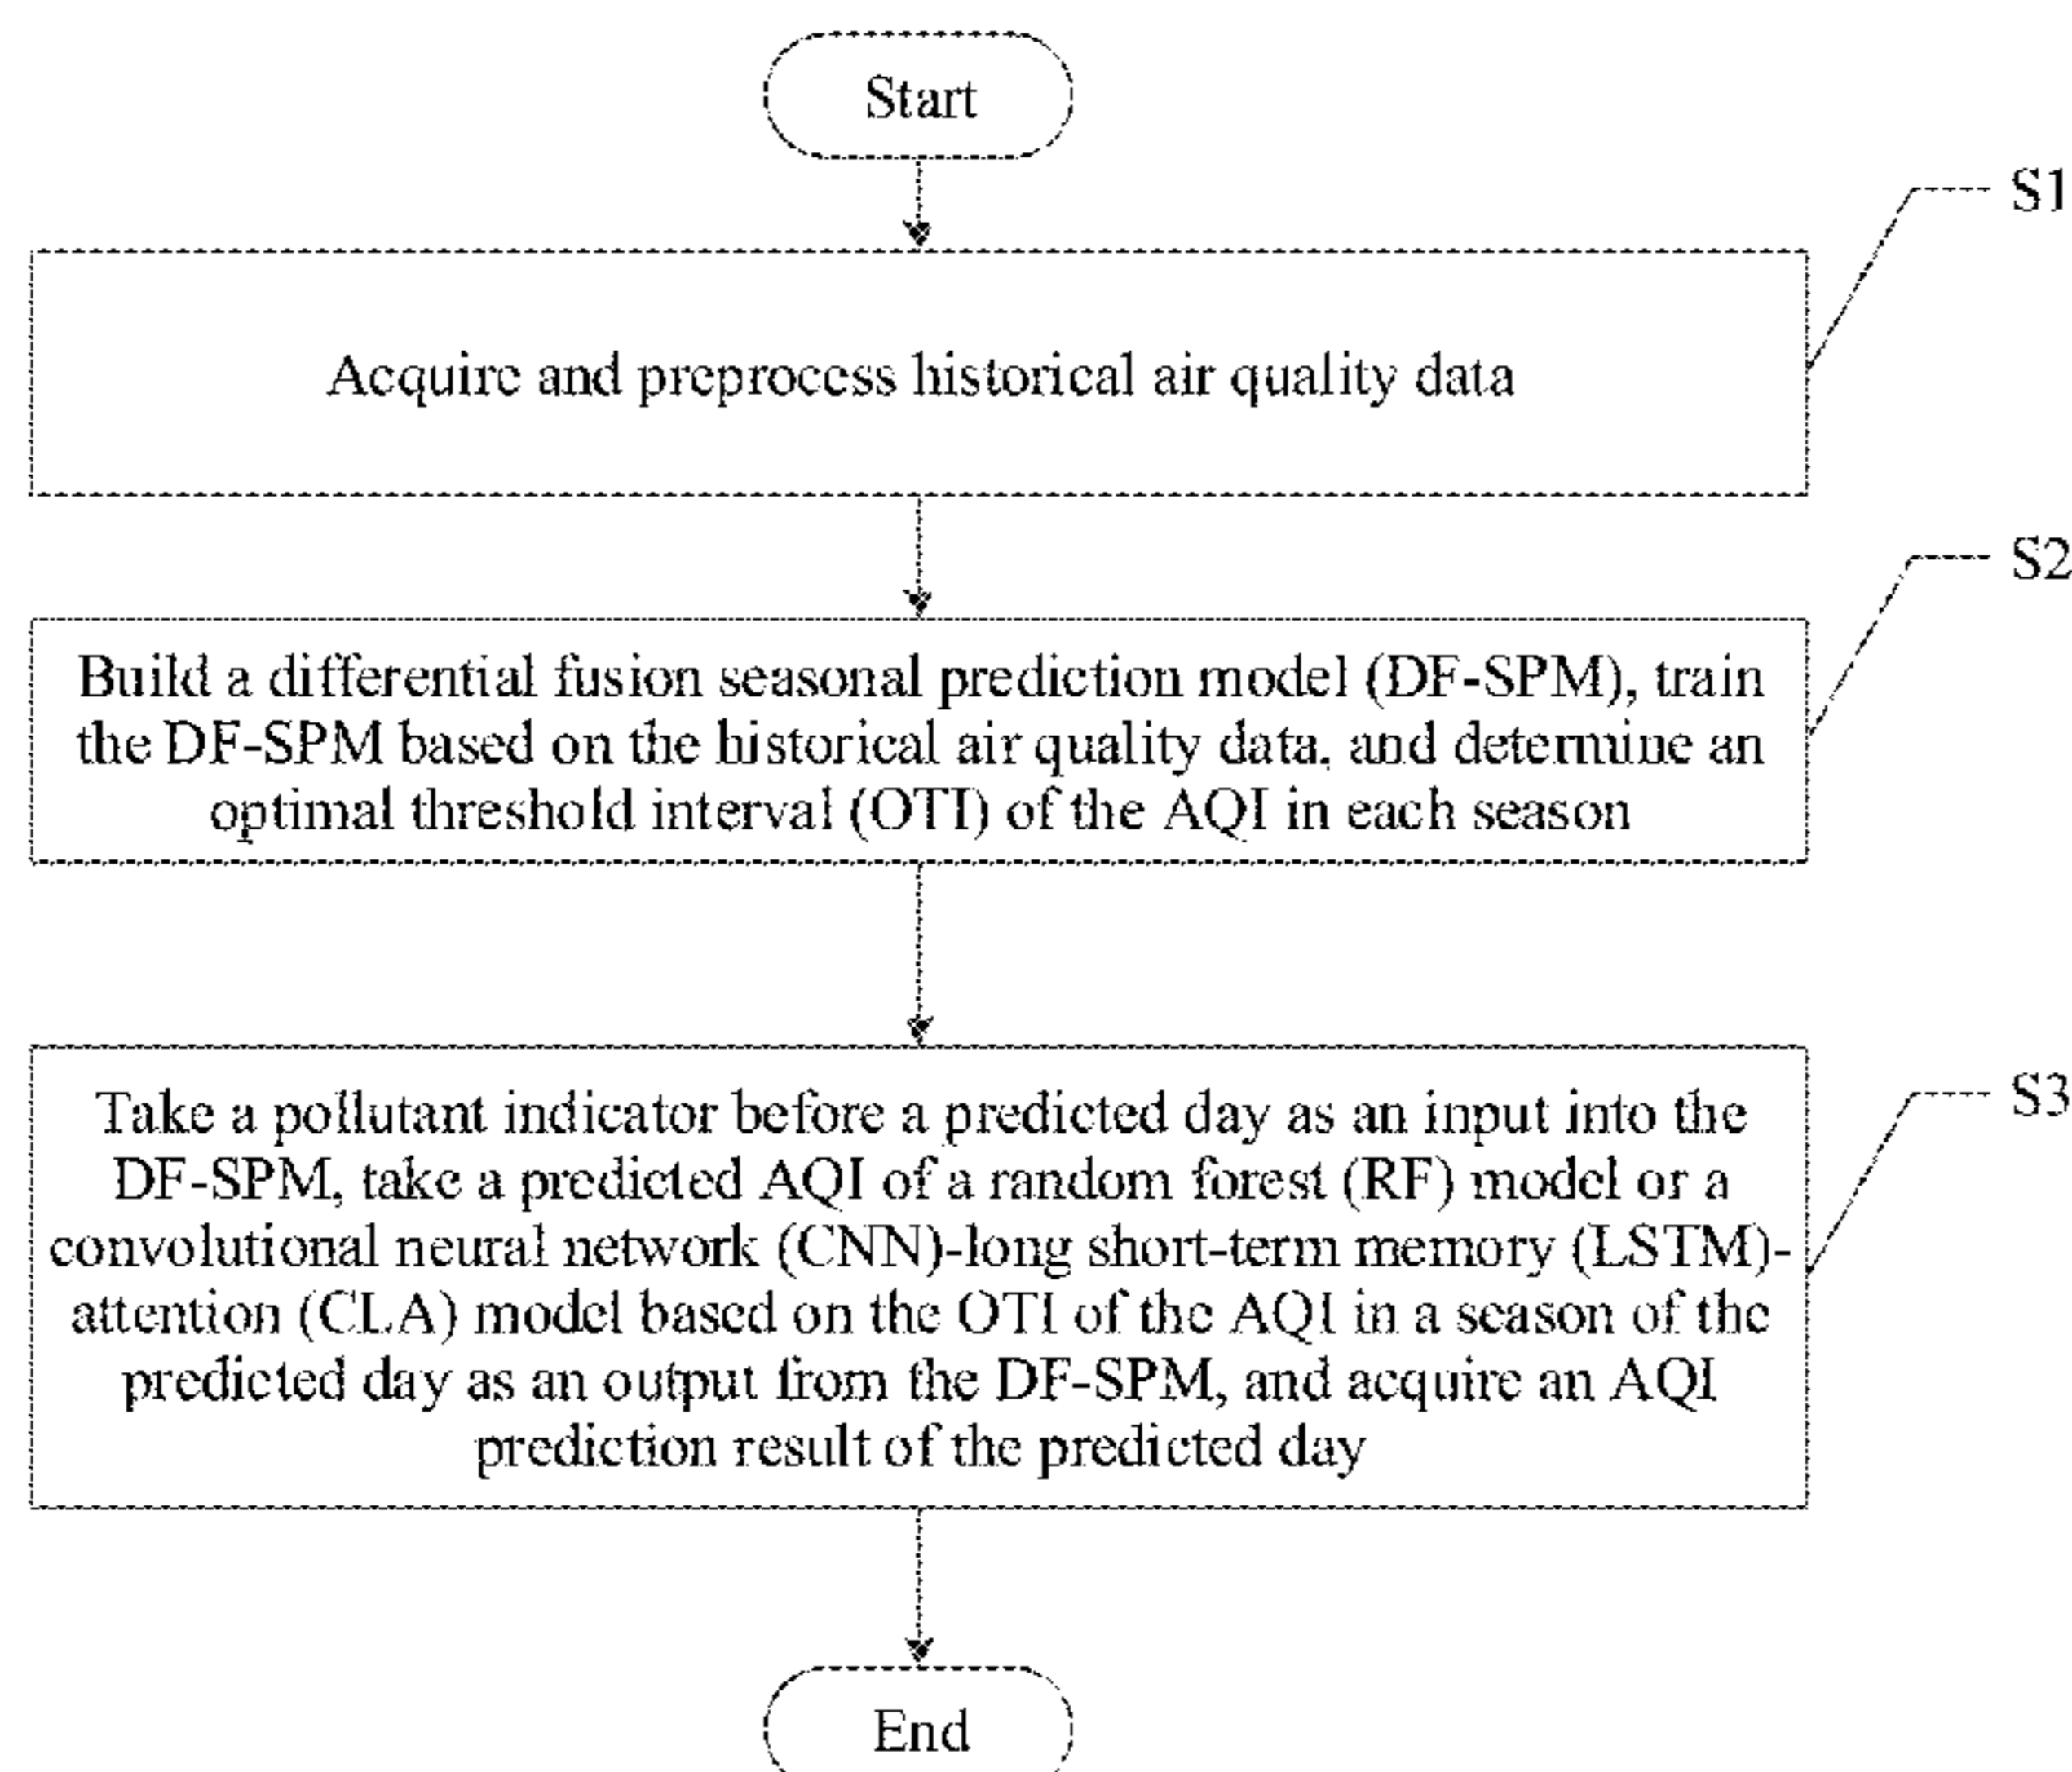 Start
S1
Acquire and preprocess historical air quality data
S2
Build a differential fusion seasonal prediction model (DF-SPM), train
the DF-SPM based on the historical air quality data, and determine an
optimal threshold interval (OTI) of the AQI in each season
S3
Take a pollutant indicator before a predicted day as an input into the
DF-SPM, take a predicted AQI of a random forest (RF) model or a
convolutional neural network (CNN)-long short-term memory (LSTM)-
attention (CLA) model based on the OTI of the AQI in a season of the
predicted day as an output from the DF-SPM, and acquire an AQI
prediction result of the predicted day
End